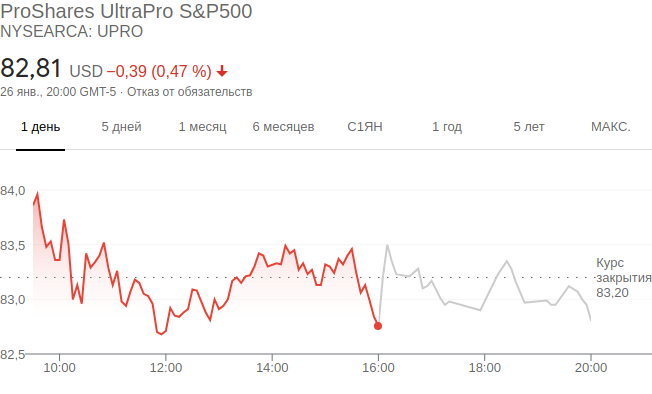 ProShares UltraPro S&P500
NYSEARCA: UPRO
82,81 USD −0,39 (0,47 %)
26 янв., 20:00 GMT-5 · Отказ от обязательств
1 день 5 дней 1 месяц 6 месяцев С1ЯН 1 год 5 лет МАКС.
84,0
83,5
Курс
закрытия
83,20
83,0
82,5
10:00 12:00 14:00 16:00 18:00 20:00